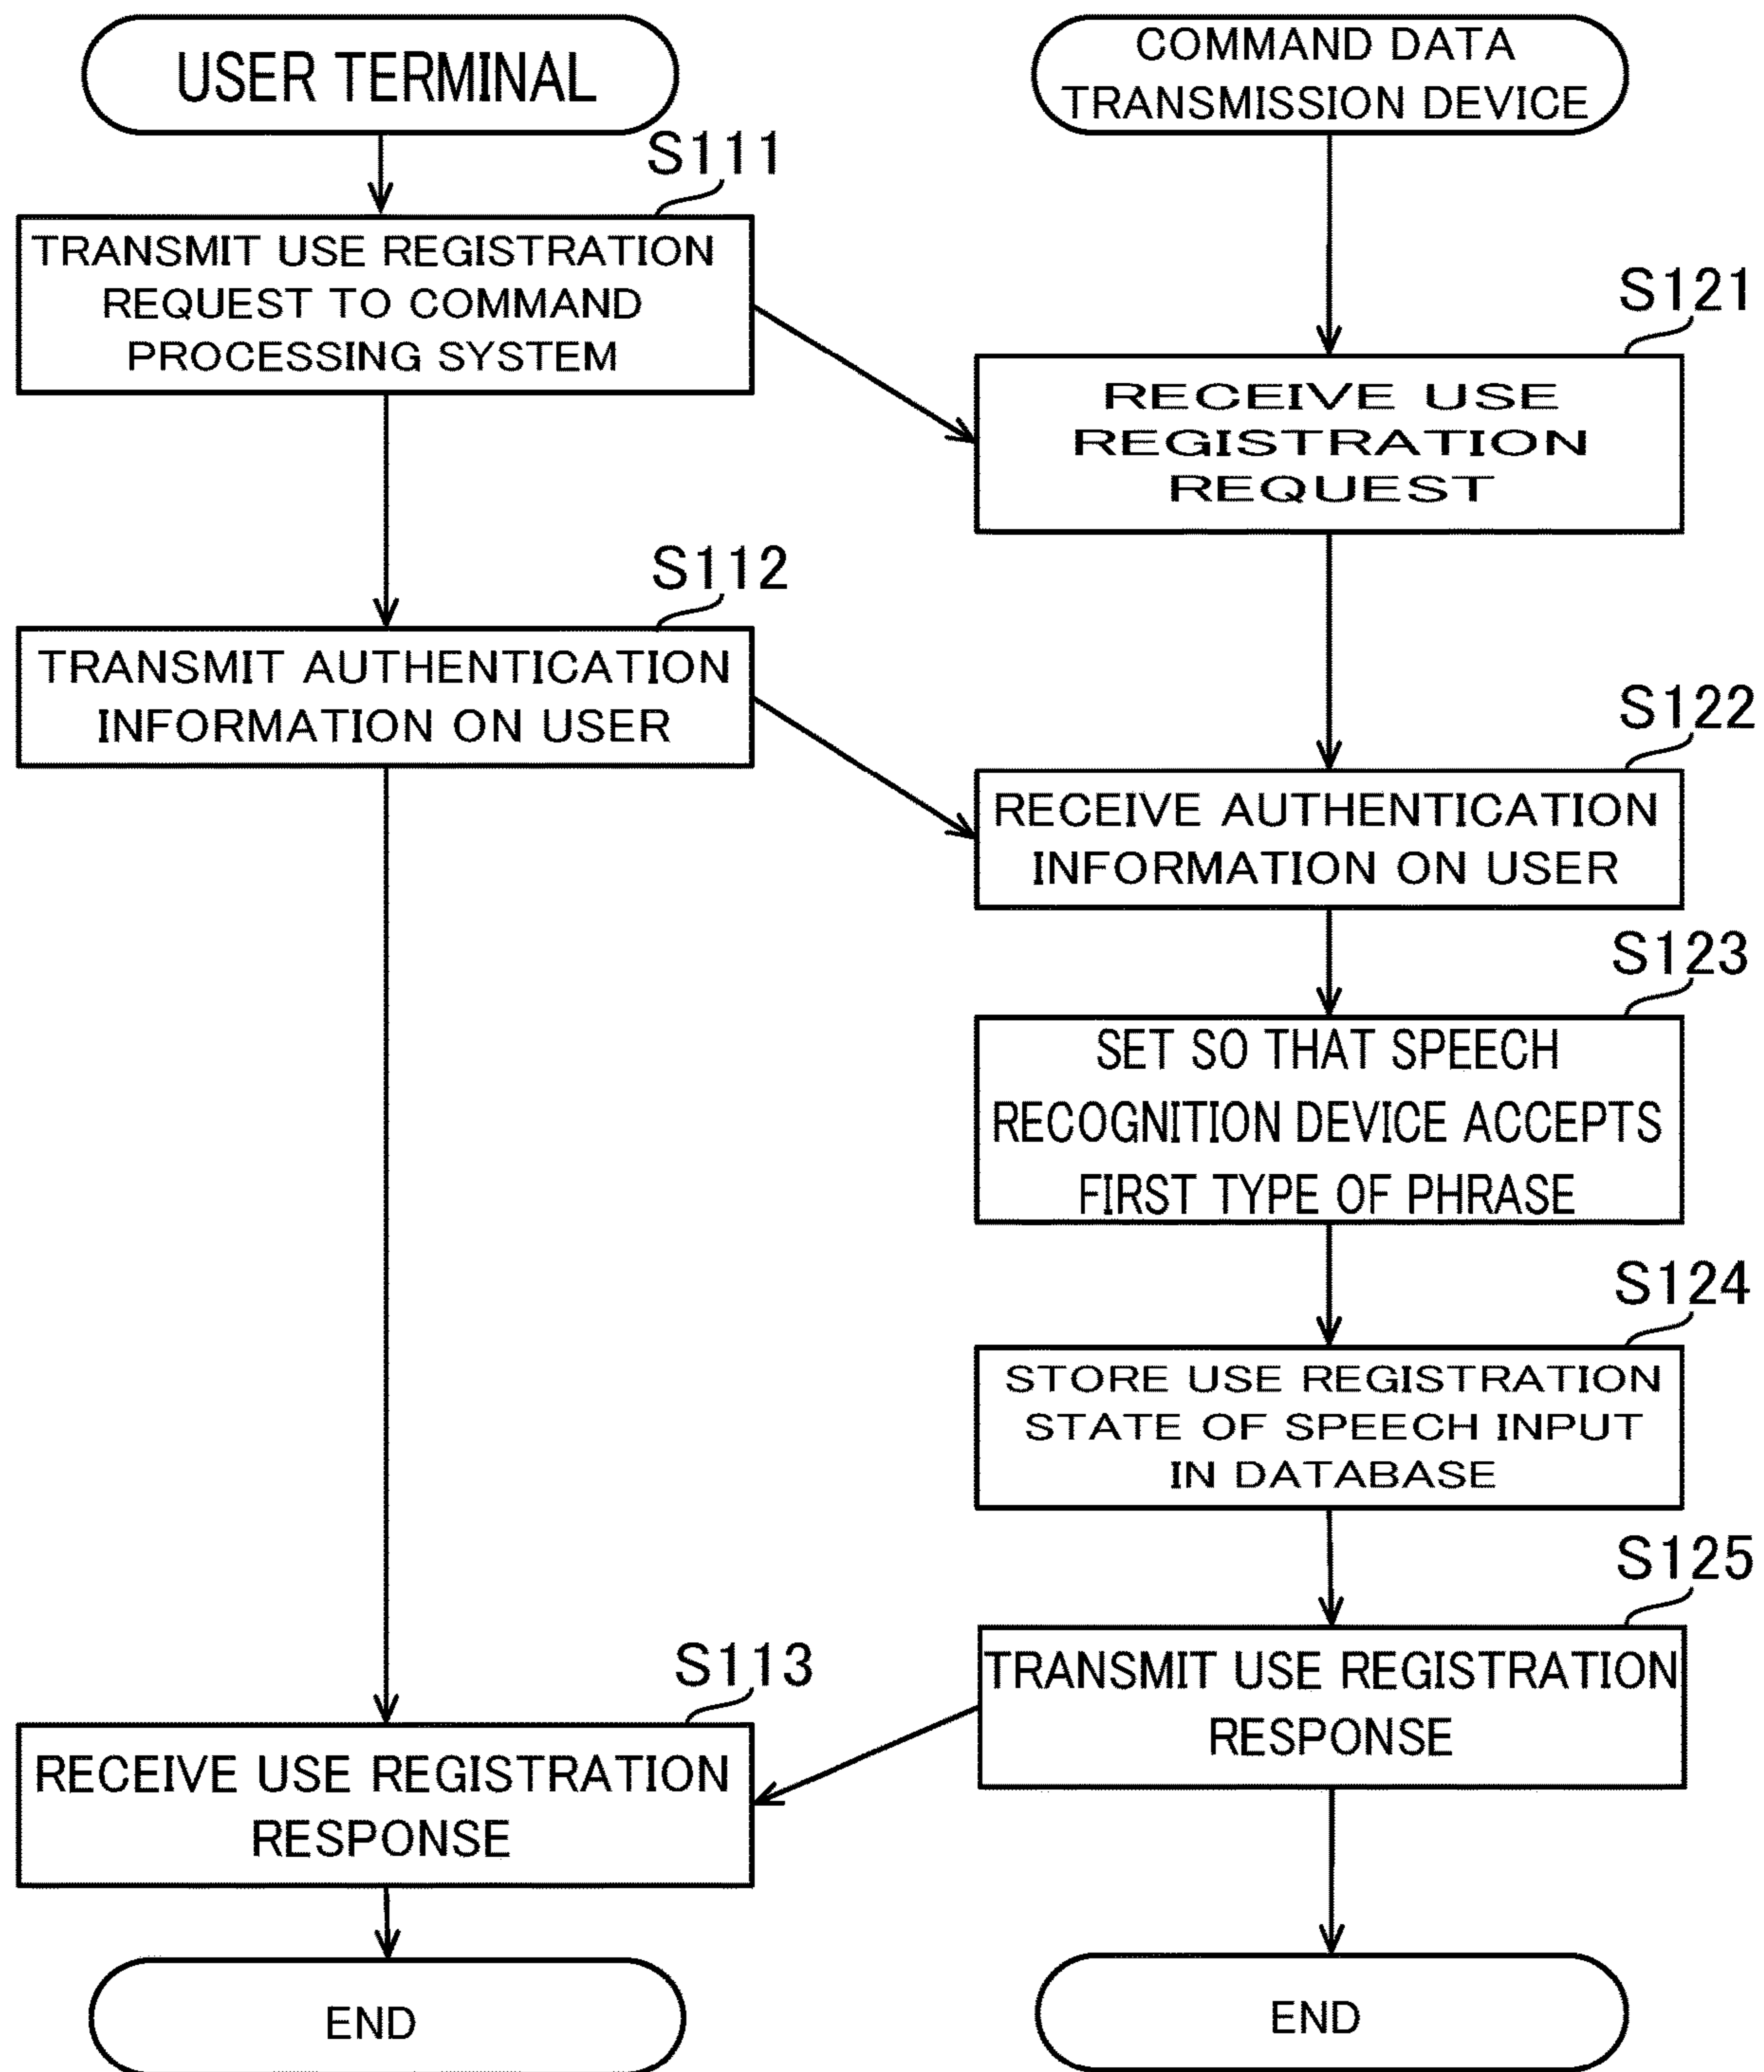 USER TERMINAL
S111
TRANSMIT USE REGISTRATION
REQUEST TO COMMAND
PROCESSING SYSTEM
S112
TRANSMIT AUTHENTICATION
INFORMATION ON USER
S113
RECEIVE USE REGISTRATION
RESPONSE
END
COMMAND DATA
TRANSMISSION DEVICE
S121
RECEIVE USE
REGISTRATION
REQUEST
S122
RECEIVE AUTHENTICATION
INFORMATION ON USER
S123
SET SO THAT SPEECH
RECOGNITION DEVICE ACCEPTS
FIRST TYPE OF PHRASE
S124
STORE USE REGISTRATION
STATE OF SPEECH INPUT
IN DATABASE
S125
TRANSMIT USE REGISTRATION
RESPONSE
END